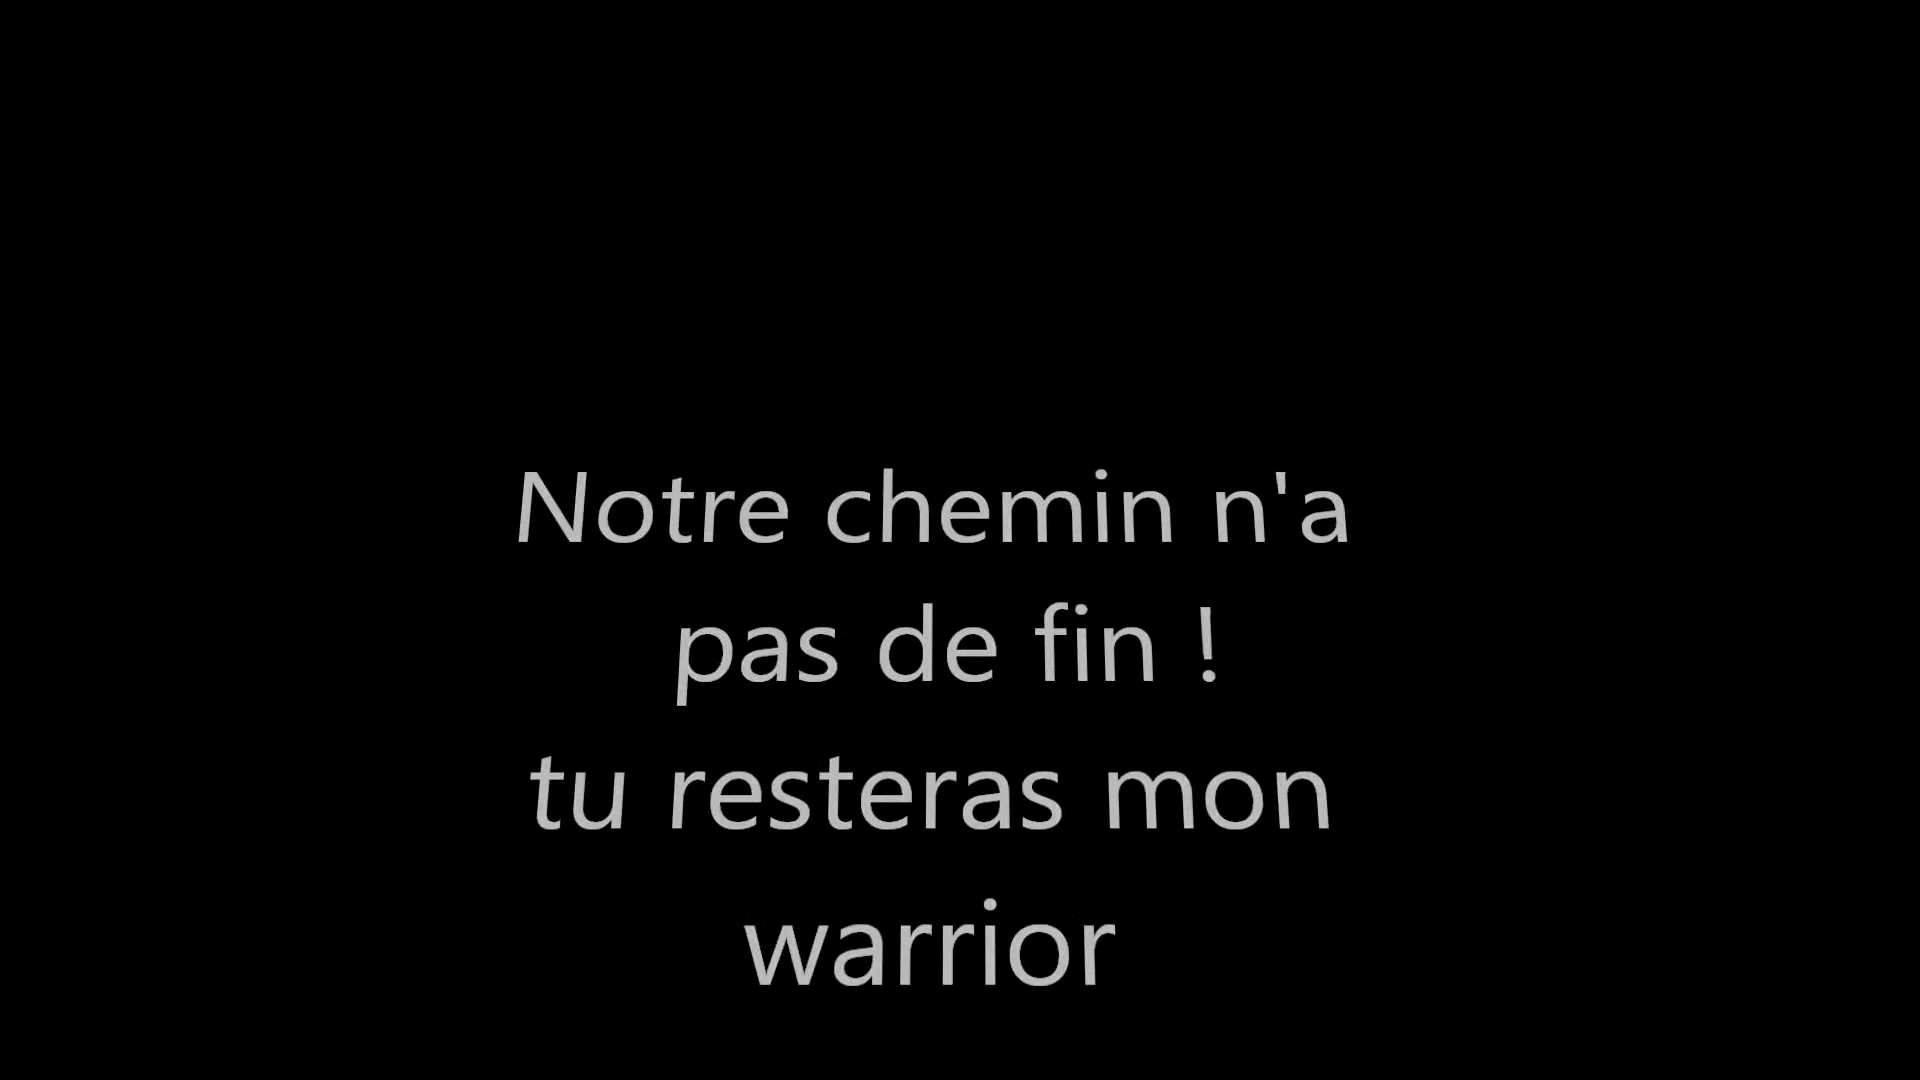 Notre chemin n'a
pas de fin !
tu resteras mon
warrior